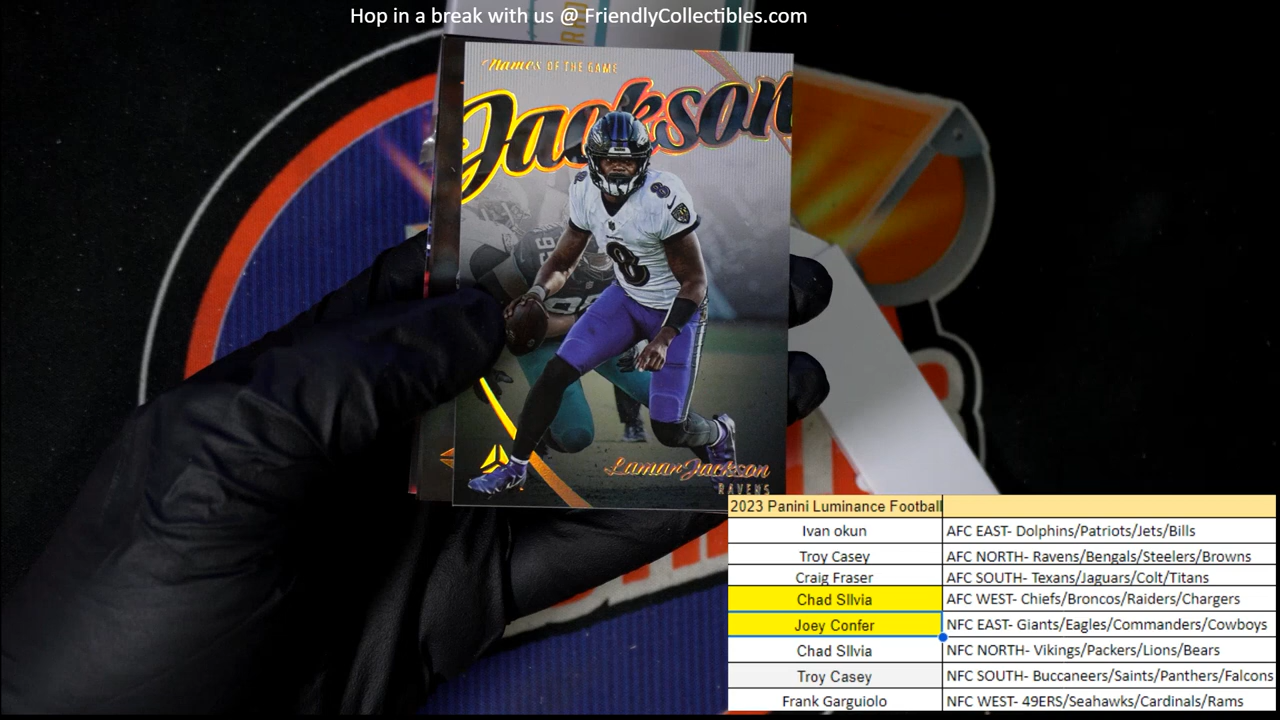 Hop in a break with us @ FriendlyCollectibles.com
Names OF THE GAME
Jackson
8
8
Lamar Jackson
RAVENS
2023 Panini Luminance Football
Ivan okun AFC EAST- Dolphins/Patriots/Jets/Bills
Troy Casey AFC NORTH- Ravens/Bengals/Steelers/Browns
Craig Fraser AFC SOUTH- Texans/Jaguars/Colt/Titans
Chad SIlvia AFC WEST- Chiefs/Broncos/Raiders/Chargers
Joey Confer NFC EAST- Giants/Eagles/Commanders/Cowboys
Chad SIlvia NFC NORTH- Vikings/Packers/Lions/Bears
Troy Casey NFC SOUTH- Buccaneers/Saints/Panthers/Falcons
Frank Garguiolo NFC WEST- 49ERS/Seahawks/Cardinals/Rams